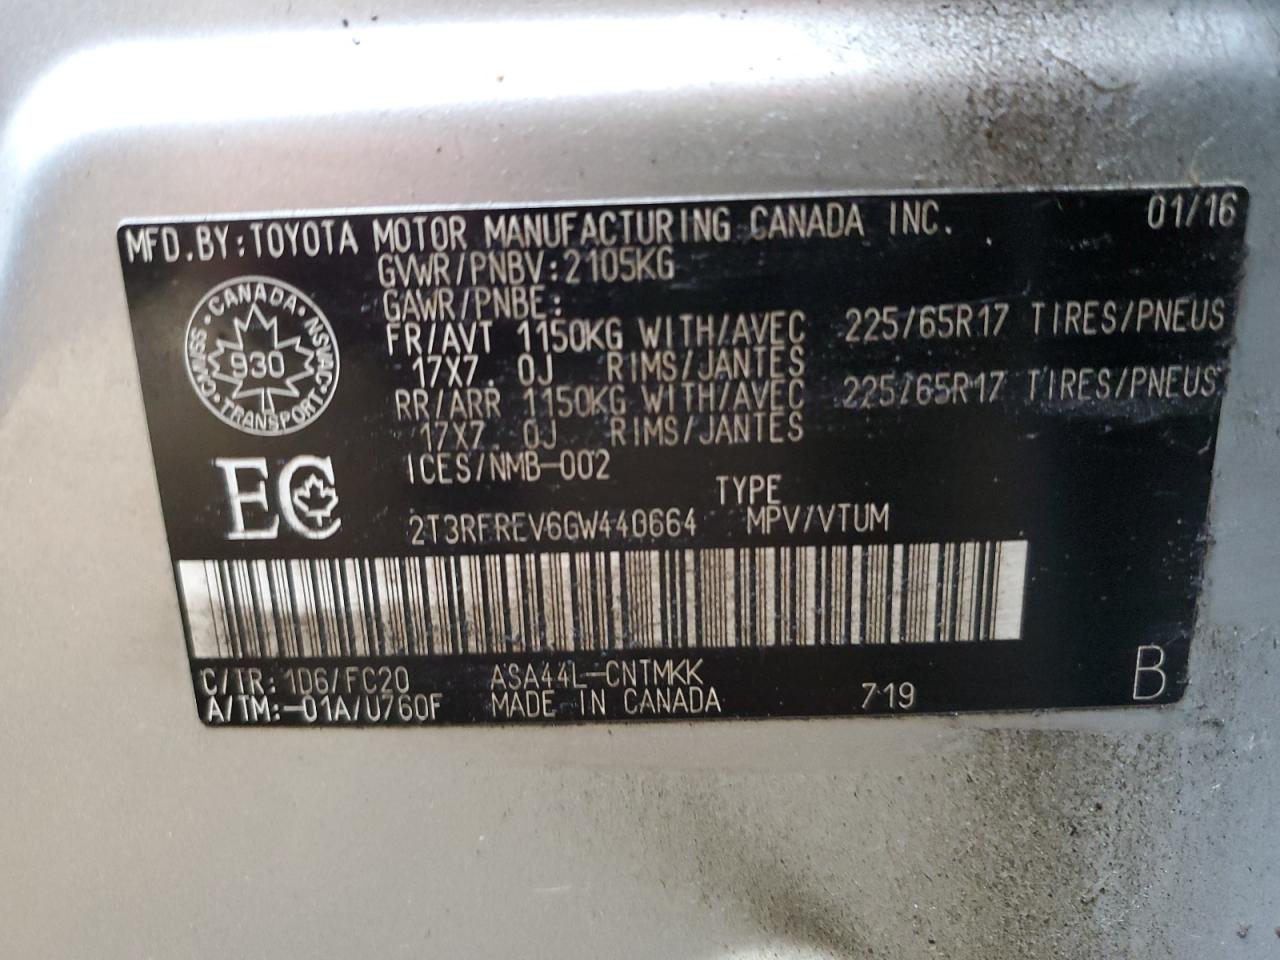 MFD.BY:TOYOTA MOTOR MANUFACTURING CANADA INC. 01/16
GVWR/PNBV:2105KG
GAWR/PNBE:
FR/AVT 1150KG WITH/AVEC 225/65R17 TIRES/PNEUS
17X7 0J RIMS/JANTES
RR/ARR 1150KG WITH/AVEC 225/65R17 TIRES/PNEUS
17X7 0J RIMS/JANTES
ICES/NMB-002
CANADA
930
TRANSPORT
CMVSS NSVAC
EC
TYPE
2T3RFREV6GW440664 MPV/VTUM
C/TR: 1D6/FC20 ASA44L-CNTMKK
A/TM:-01A/U760F MADE IN CANADA 719 B